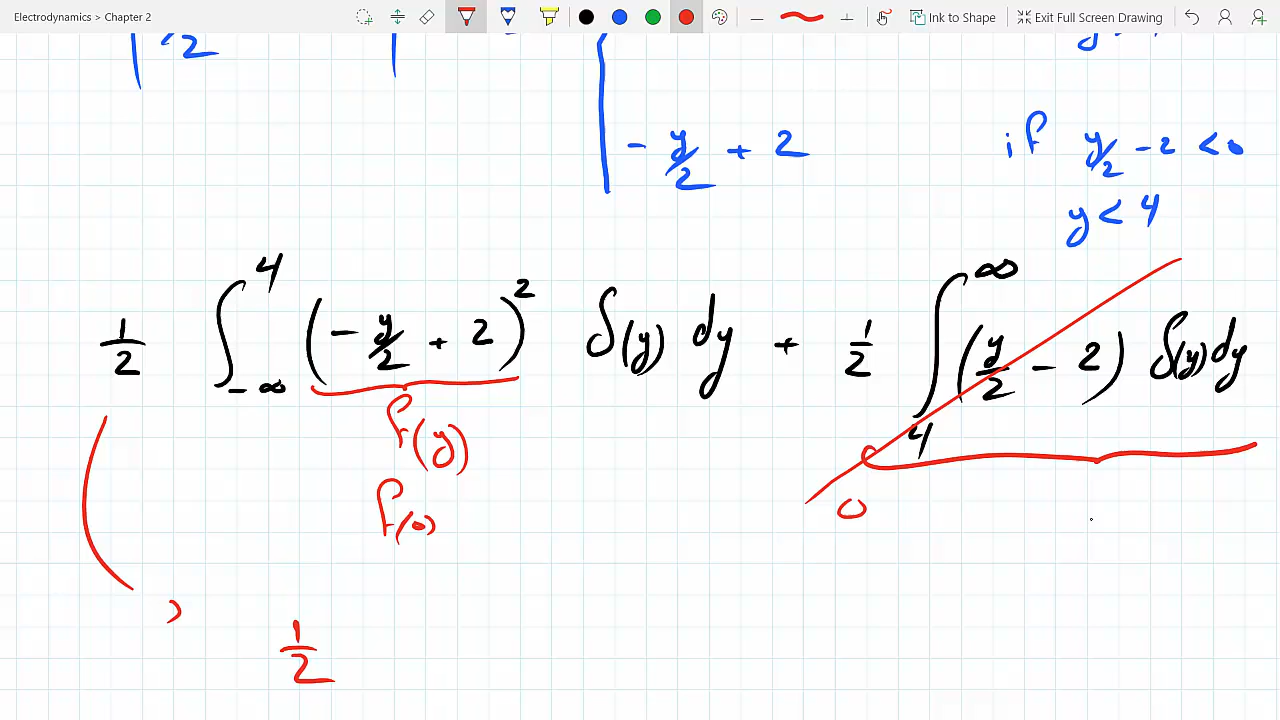 Electrodynamics > Chapter 2
Ink to Shape
Exit Full Screen Drawing
2
- y/2 + 2 if y/2 - 2 < 0
y < 4
1/2 ∫_{-∞}^{4} (- y/2 + 2)^2 δ(y) dy + 1/2 ∫_{4}^{∞} (y/2 - 2) δ(y) dy
f(y)
f(0) 0
1/2